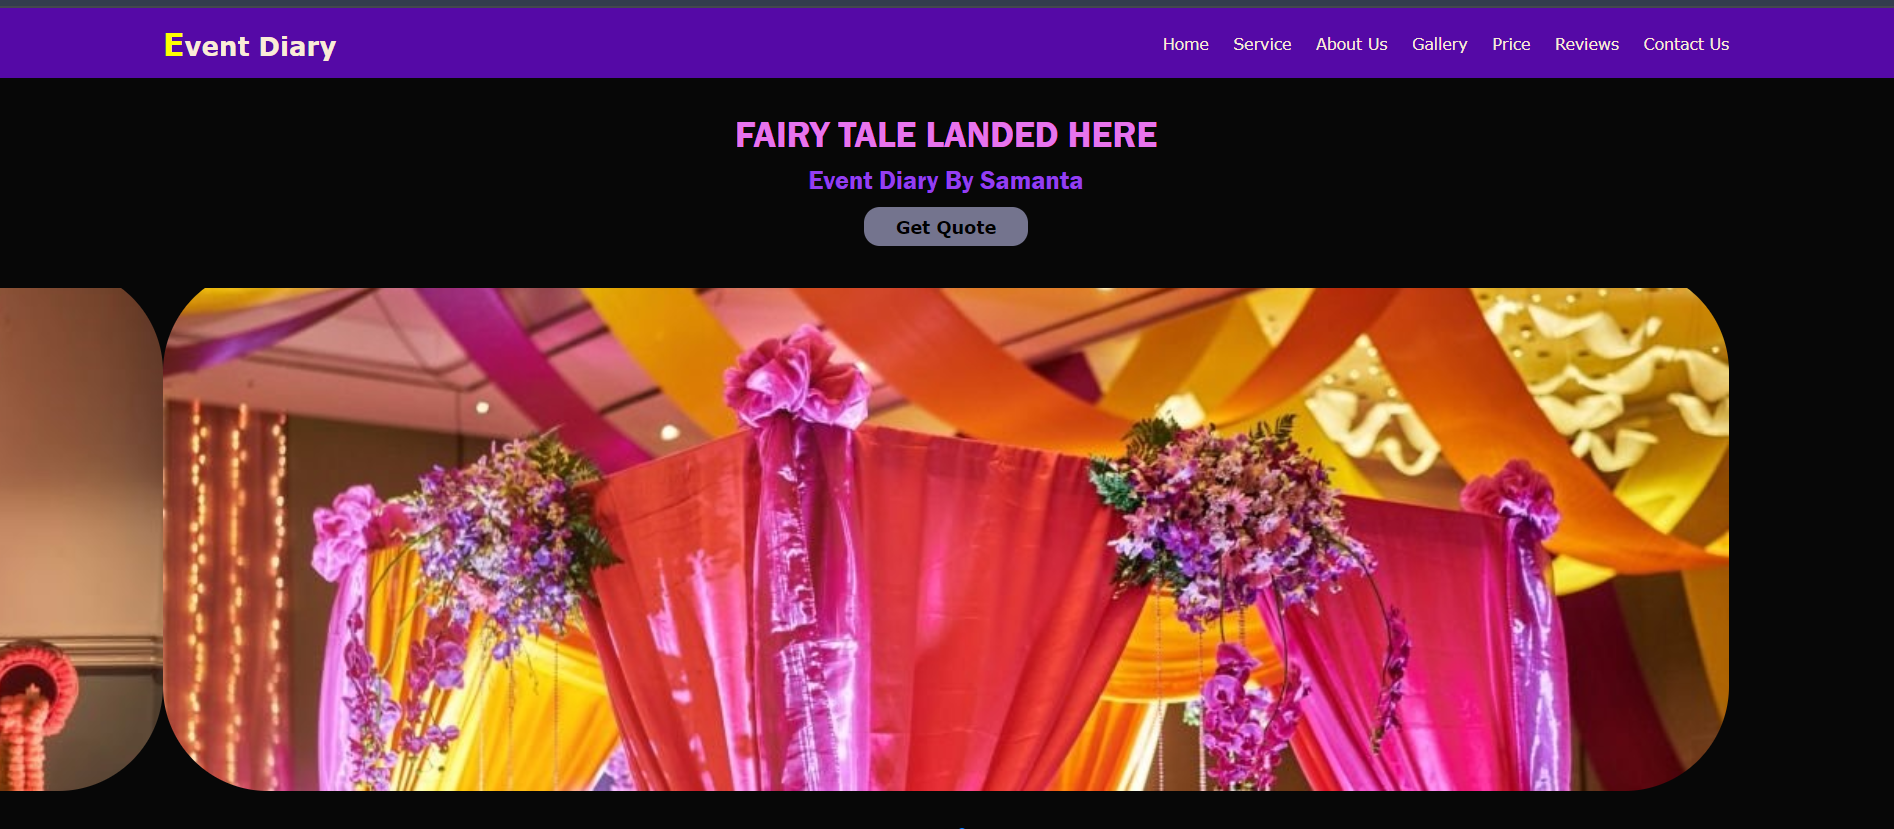 Event Diary
Home Service About Us Gallery Price Reviews Contact Us
FAIRY TALE LANDED HERE
Event Diary By Samanta
Get Quote